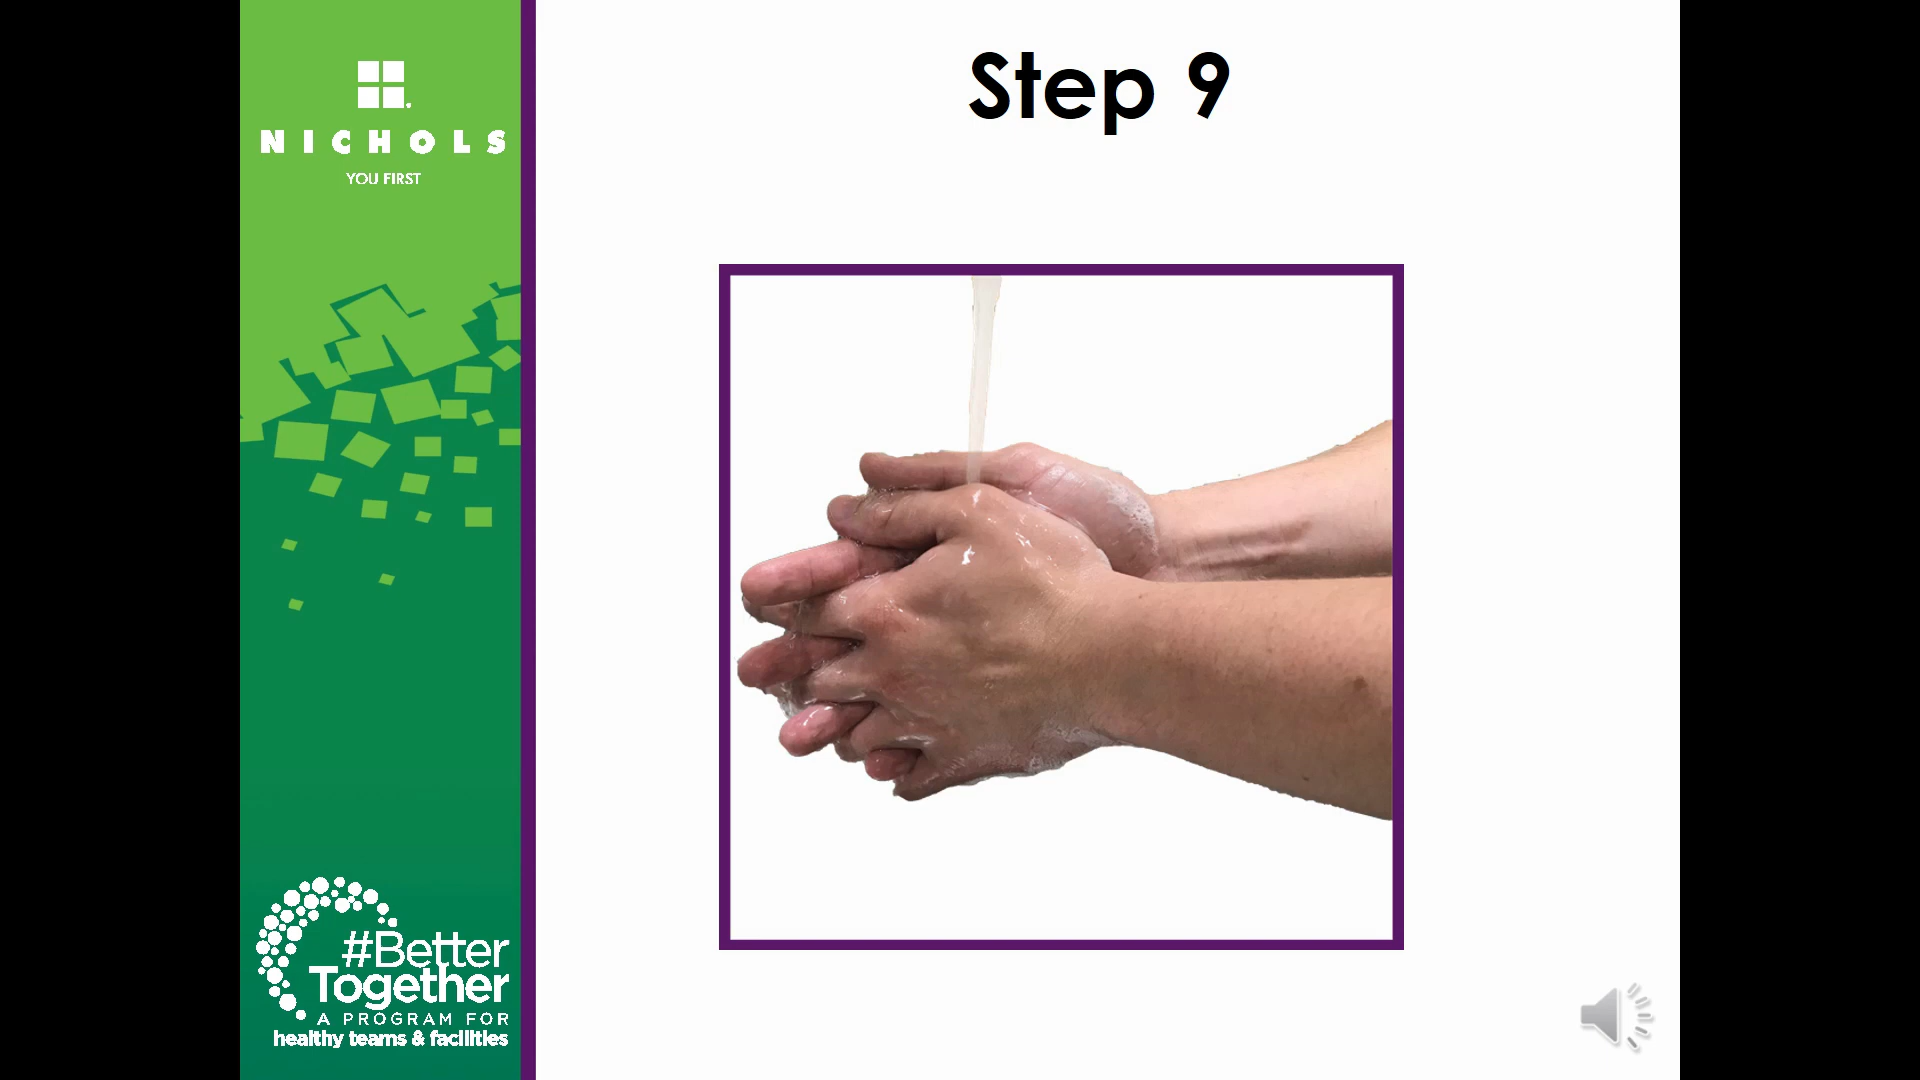 NICHOLS
YOU FIRST
Step 9
#Better
Together
A PROGRAM FOR
healthy teams & facilities